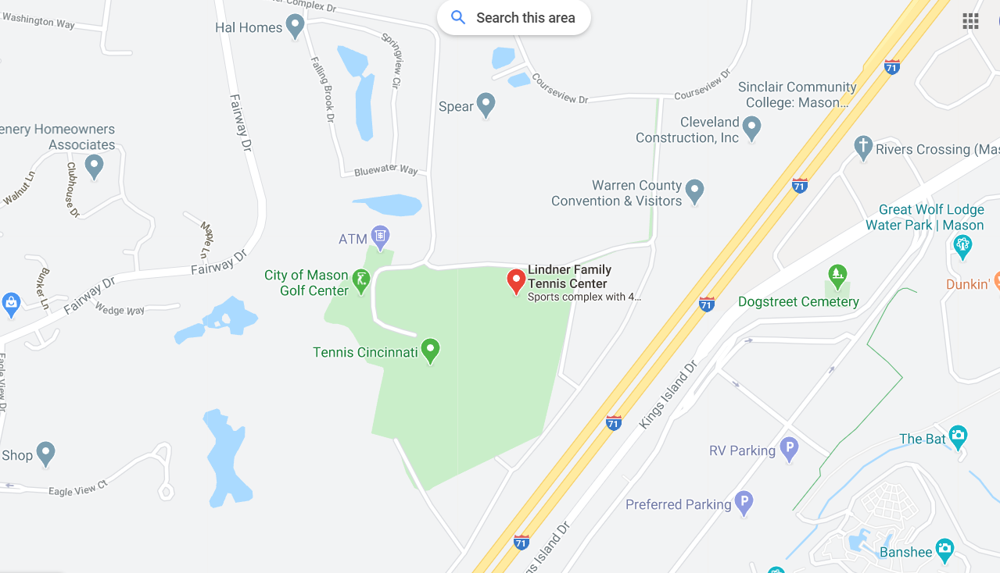 er Complex Dr
Washington Way
Hal Homes
Search this area
71
Springview Cir
Falling Brook Dr
Fairway Dr
Courseview Dr
Courseview Dr
Spear
Sinclair Community
College: Mason...
Cleveland
Construction, Inc
enery Homeowners
Associates
Rivers Crossing (Mas
Walnut Ln
Clubhouse Dr
Bluewater Way
Warren County
Convention & Visitors
71
Great Wolf Lodge
Water Park | Mason
Maple Ln
ATM
Fairway Dr
City of Mason
Golf Center
Lindner Family
Tennis Center
Sports complex with 4...
Dunkin'
Bunker Ln
Fairway Dr
Wedge Way
71
Dogstreet Cemetery
Tennis Cincinnati
Eagle View Dr
Kings Island Dr
71
The Bat
RV Parking
P
Shop
Eagle View Ct
Preferred Parking
P
71
gs Island Dr
Banshee